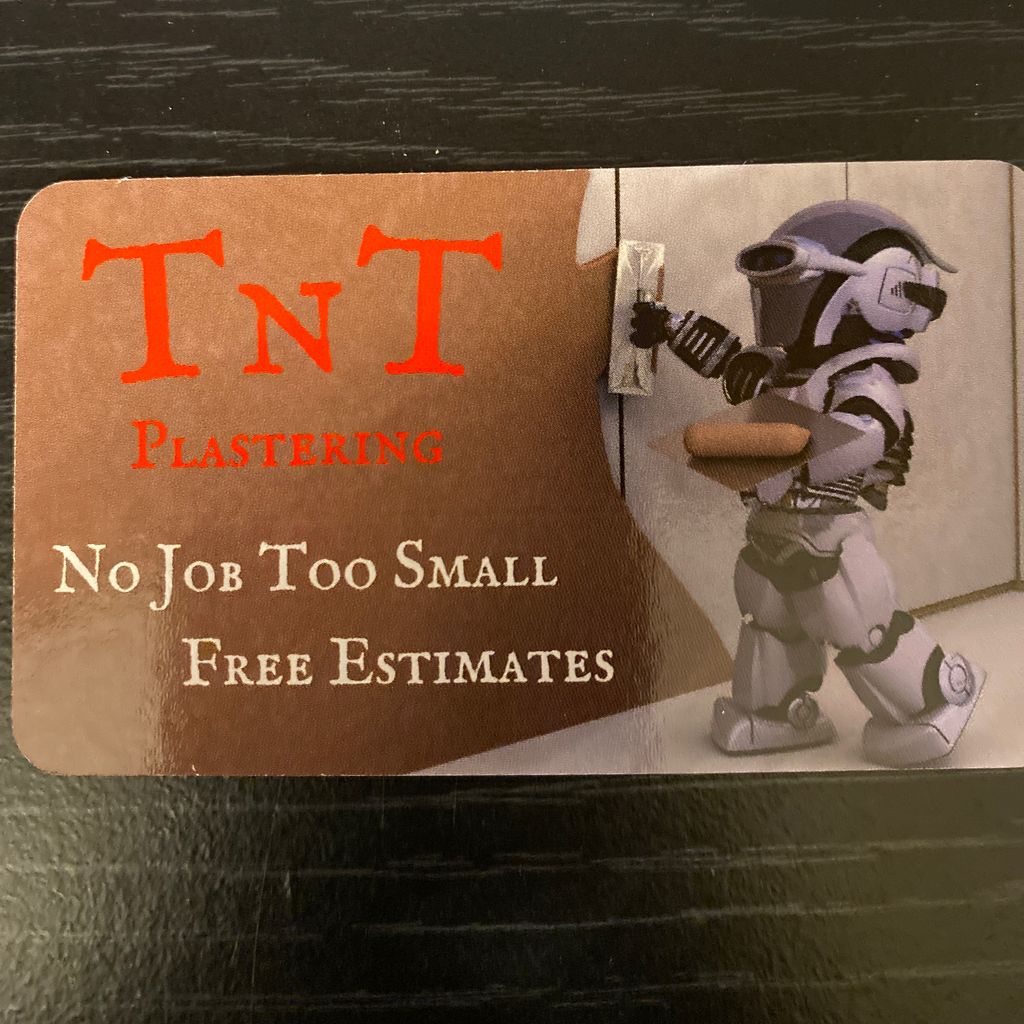 TnT
Plastering
No Job Too Small
Free Estimates